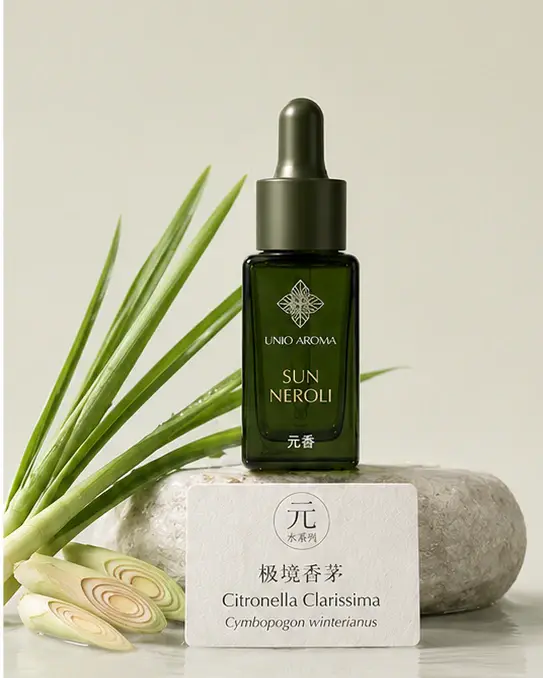 UNIO AROMA
SUN
NEROLI
元香
元
水系列
极境香茅
Citronella Clarissima
Cymbopogon winterianus